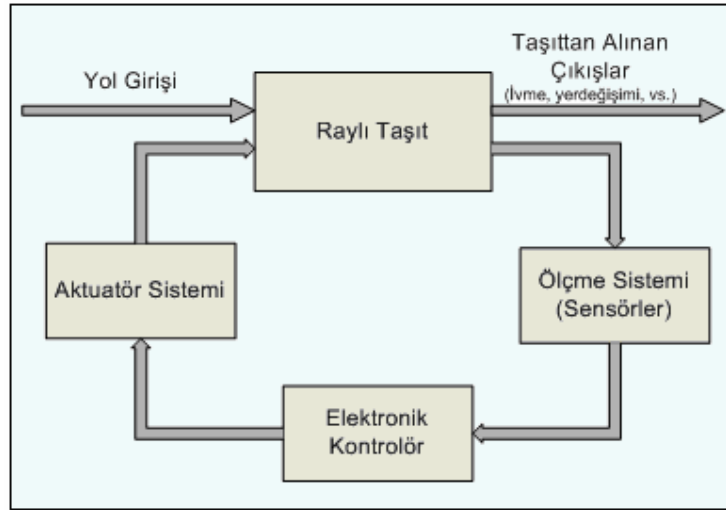 Yol Girişi
Taşıttan Alınan
Çıkışlar
(İvme, yerdeğişimi, vs.)
Raylı Taşıt
Aktuatör Sistemi
Ölçme Sistemi
(Sensörler)
Elektronik
Kontrolör